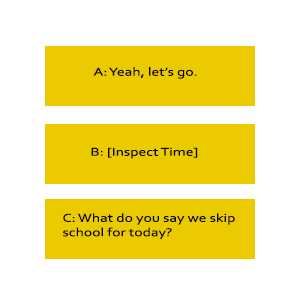 A: Yeah, let's go.
B: [Inspect Time]
C: What do you say we skip
school for today?